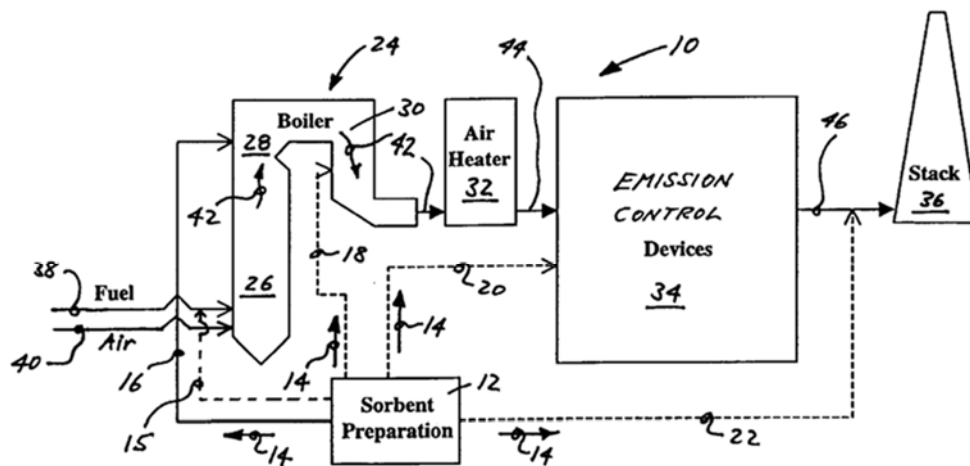 24
44
10
30
Boiler
28
42
42
Air
Heater
32
46
EMISSION
CONTROL
Devices
34
Stack
36
42
18
20
38
Fuel
26
Air
40
14
14
16
15
12
Sorbent
Preparation
14
14
22